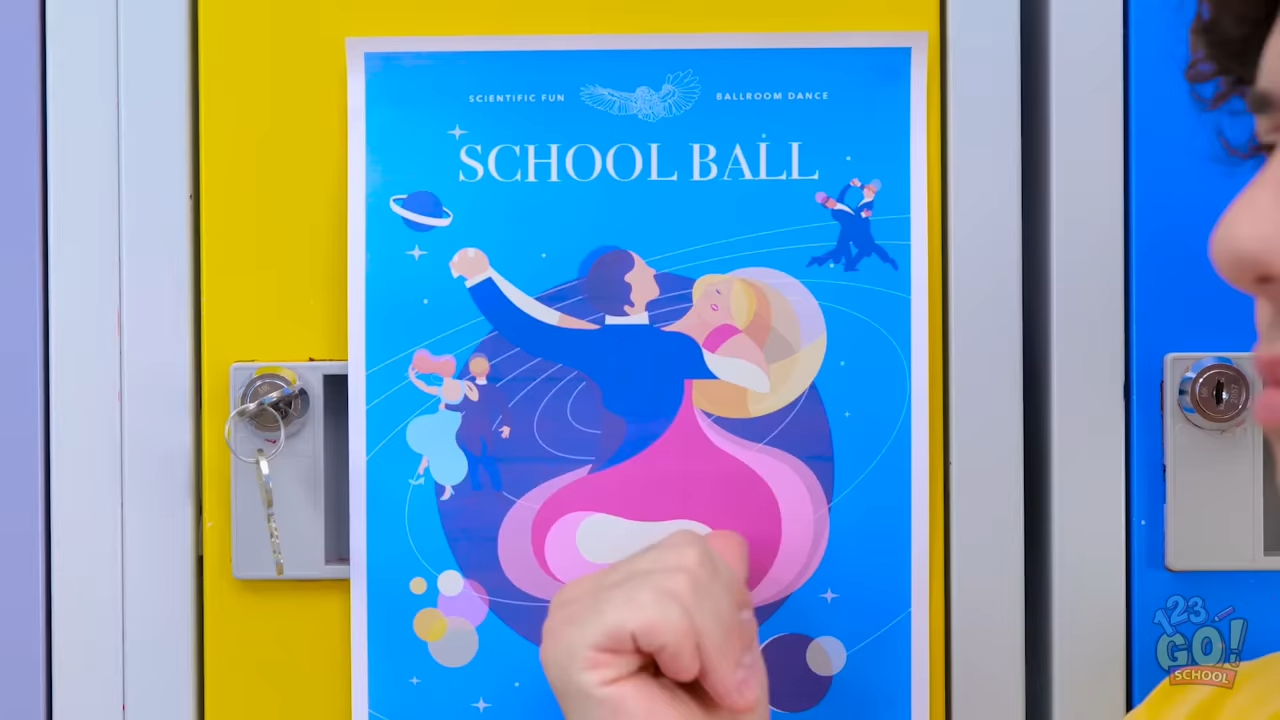 SCIENTIFIC FUN
BALLROOM DANCE
SCHOOL BALL
123
GO!
SCHOOL